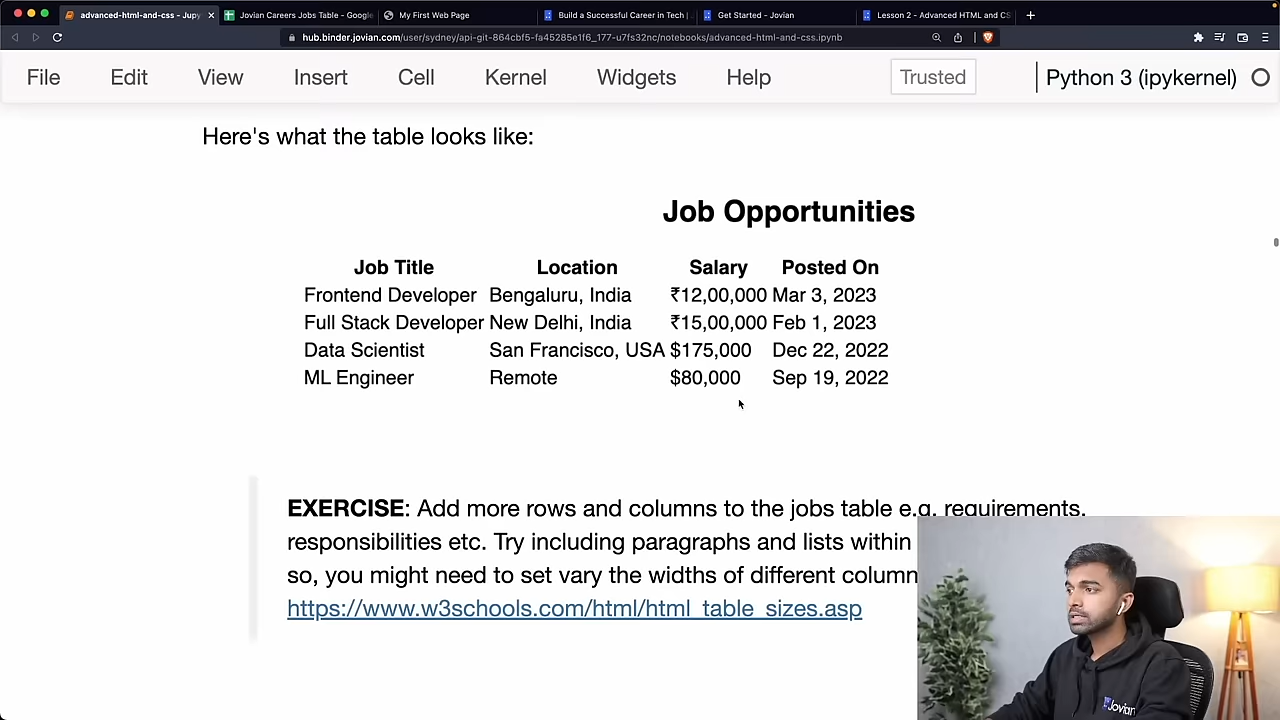 advanced-html-and-css - Jupy
Jovian Careers Jobs Table - Google
My First Web Page
Build a Successful Career in Tech |
Get Started - Jovian
Lesson 2 - Advanced HTML and CS
hub.binder.jovian.com/user/sydney/api-git-864cbf5-fa45285e1f6_177-u7fs32nc/notebooks/advanced-html-and-css.ipynb
File Edit View Insert Cell Kernel Widgets Help Trusted Python 3 (ipykernel)
Here's what the table looks like:
Job Opportunities
Job Title Location Salary Posted On
Frontend Developer Bengaluru, India ₹12,00,000 Mar 3, 2023
Full Stack Developer New Delhi, India ₹15,00,000 Feb 1, 2023
Data Scientist San Francisco, USA $175,000 Dec 22, 2022
ML Engineer Remote $80,000 Sep 19, 2022
EXERCISE: Add more rows and columns to the jobs table e.g. requirements,
responsibilities etc. Try including paragraphs and lists within
so, you might need to set vary the widths of different column
https://www.w3schools.com/html/html_table_sizes.asp
Jovian